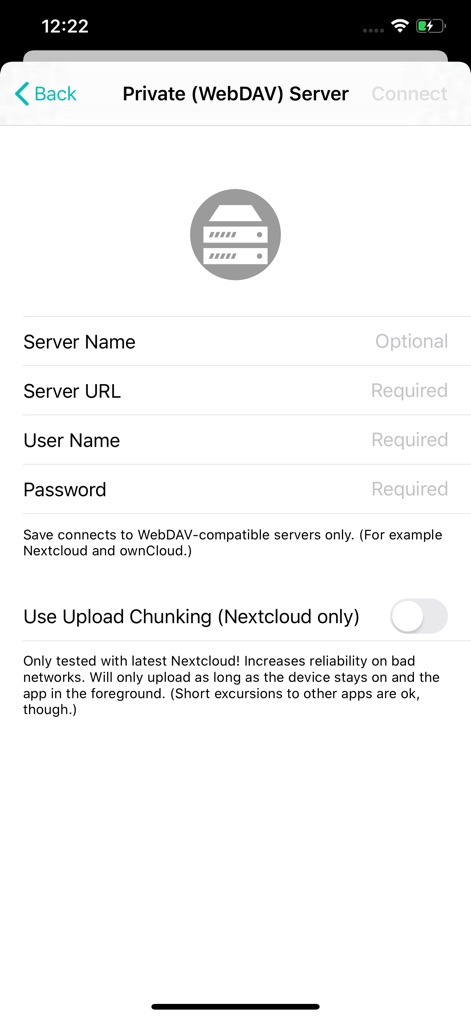 12:22
Back Private (WebDAV) Server Connect
Server Name Optional
Server URL Required
User Name Required
Password Required
Save connects to WebDAV-compatible servers only. (For example
Nextcloud and ownCloud.)
Use Upload Chunking (Nextcloud only)
Only tested with latest Nextcloud! Increases reliability on bad
networks. Will only upload as long as the device stays on and the
app in the foreground. (Short excursions to other apps are ok,
though.)